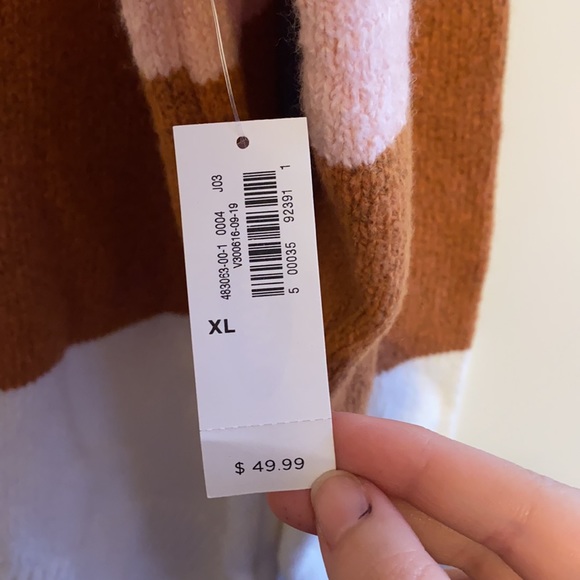 483063-00-1 0004 J03
V300616-09-19
5 00035 92391 1
XL
$ 49.99